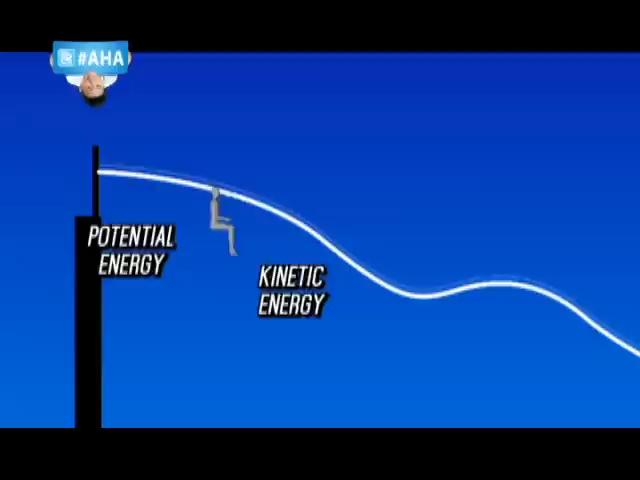 #AHA
POTENTIAL
ENERGY
KINETIC
ENERGY